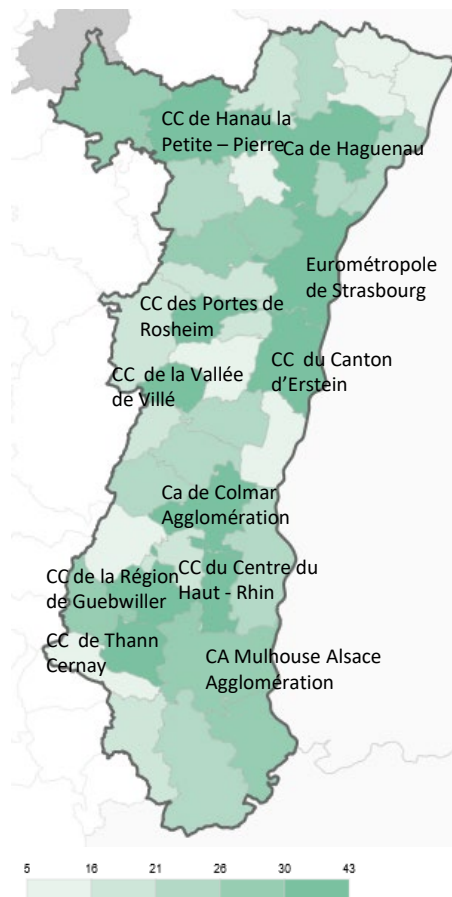 CC de Hanau la
Petite – Pierre
Ca de Haguenau
Eurométropole
de Strasbourg
CC des Portes de
Rosheim
CC du Canton
d’Erstein
CC de la Vallée
de Villé
Ca de Colmar
Agglomération
CC de la Région
de Guebwiller
CC du Centre du
Haut - Rhin
CC de Thann
Cernay
CA Mulhouse Alsace
Agglomération
5 16 21 26 30 43